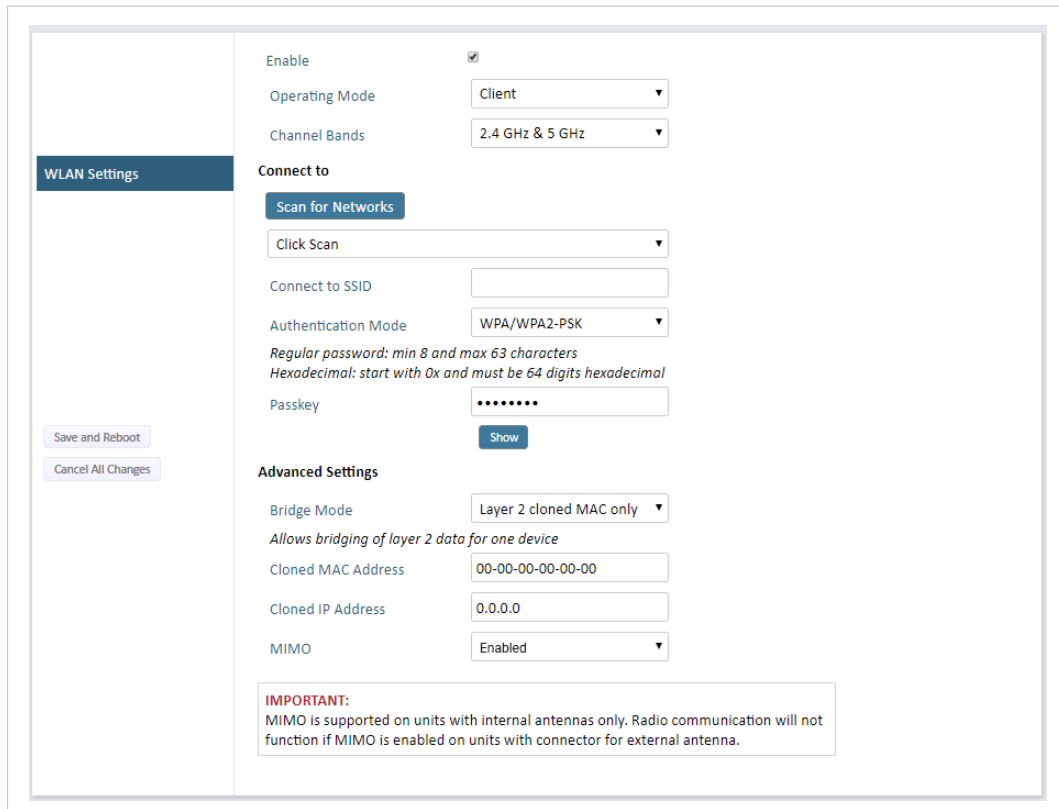 Enable
Operating Mode Client
Channel Bands 2.4 GHz & 5 GHz
WLAN Settings
Connect to
Scan for Networks
Click Scan
Connect to SSID
Authentication Mode WPA/WPA2-PSK
Regular password: min 8 and max 63 characters
Hexadecimal: start with 0x and must be 64 digits hexadecimal
Passkey ••••••••
Save and Reboot
Show
Cancel All Changes
Advanced Settings
Bridge Mode Layer 2 cloned MAC only
Allows bridging of layer 2 data for one device
Cloned MAC Address 00-00-00-00-00-00
Cloned IP Address 0.0.0.0
MIMO Enabled
IMPORTANT:
MIMO is supported on units with internal antennas only. Radio communication will not
function if MIMO is enabled on units with connector for external antenna.